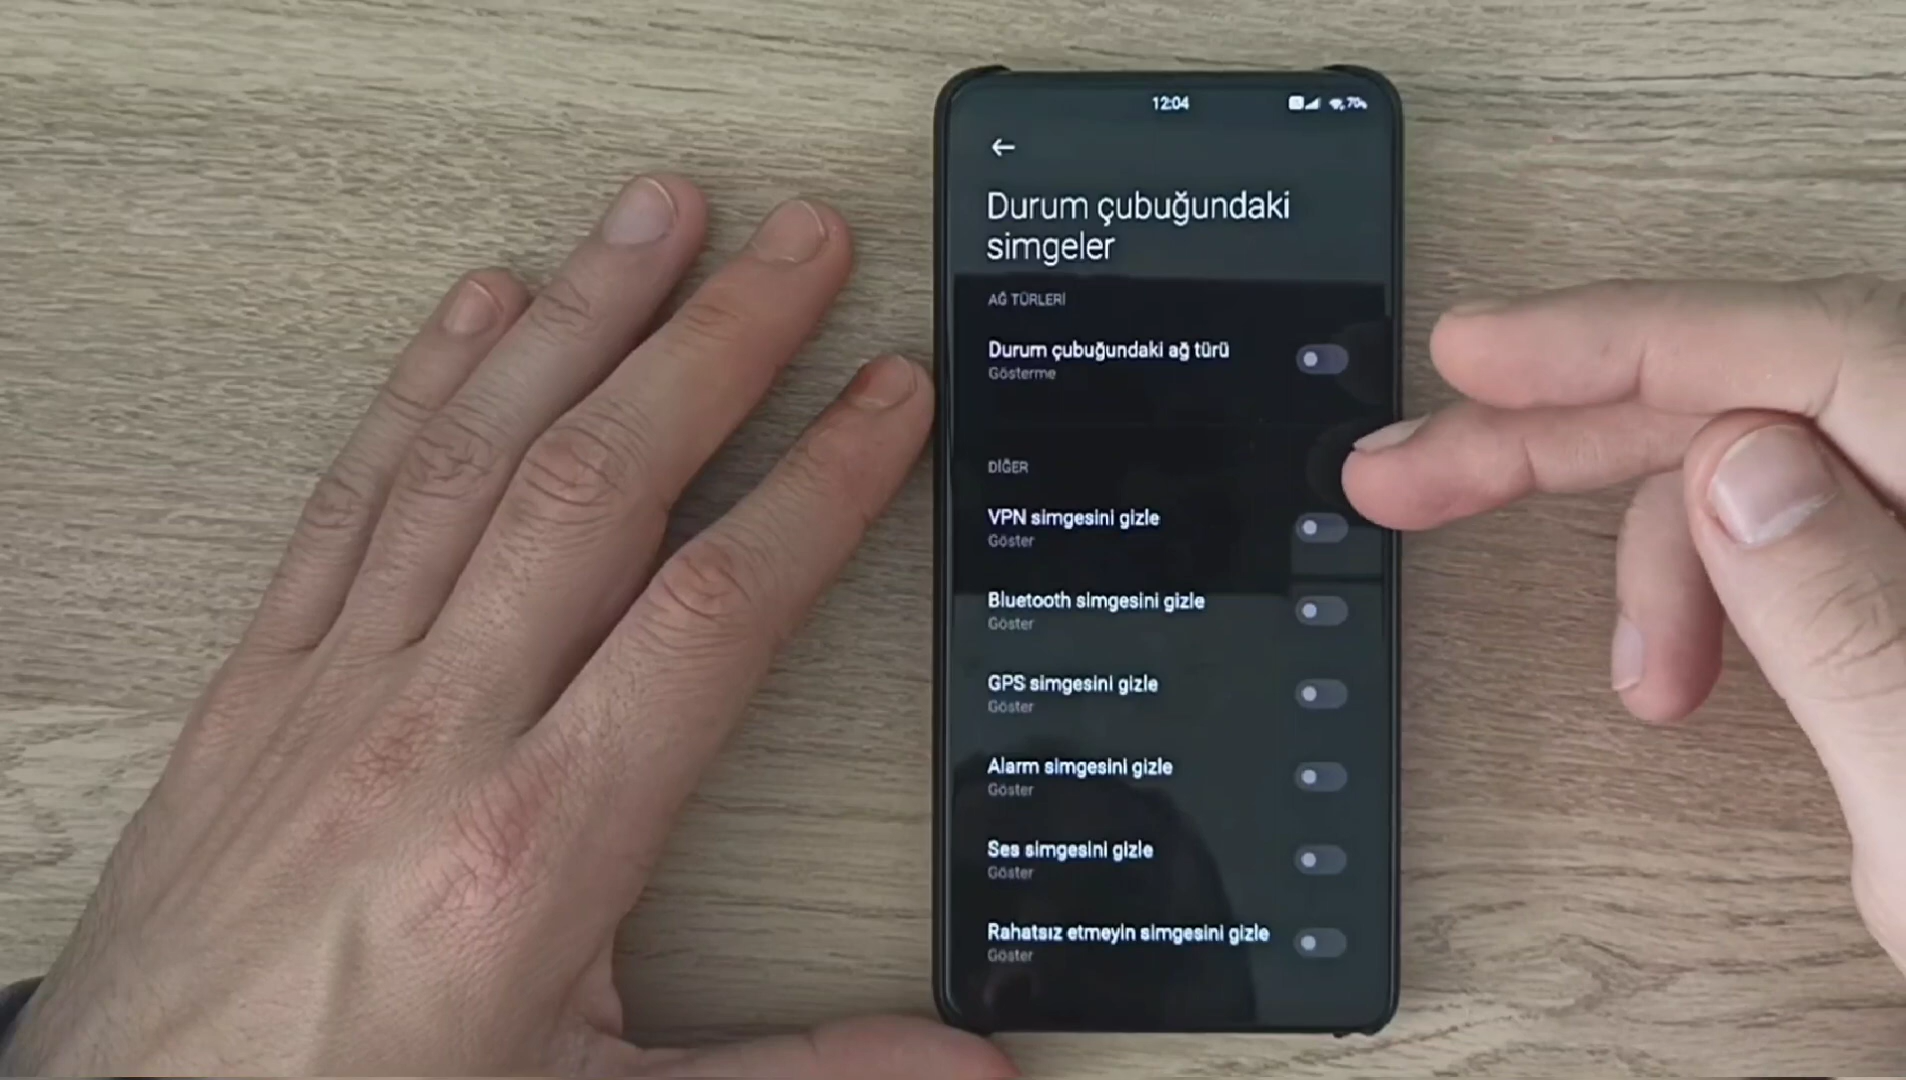 12:04
70%
Durum çubuğundaki
simgeler
AĞ TÜRLERİ
Durum çubuğundaki ağ türü
Gösterme
DİĞER
VPN simgesini gizle
Göster
Bluetooth simgesini gizle
Göster
GPS simgesini gizle
Göster
Alarm simgesini gizle
Göster
Ses simgesini gizle
Göster
Rahatsız etmeyin simgesini gizle
Göster